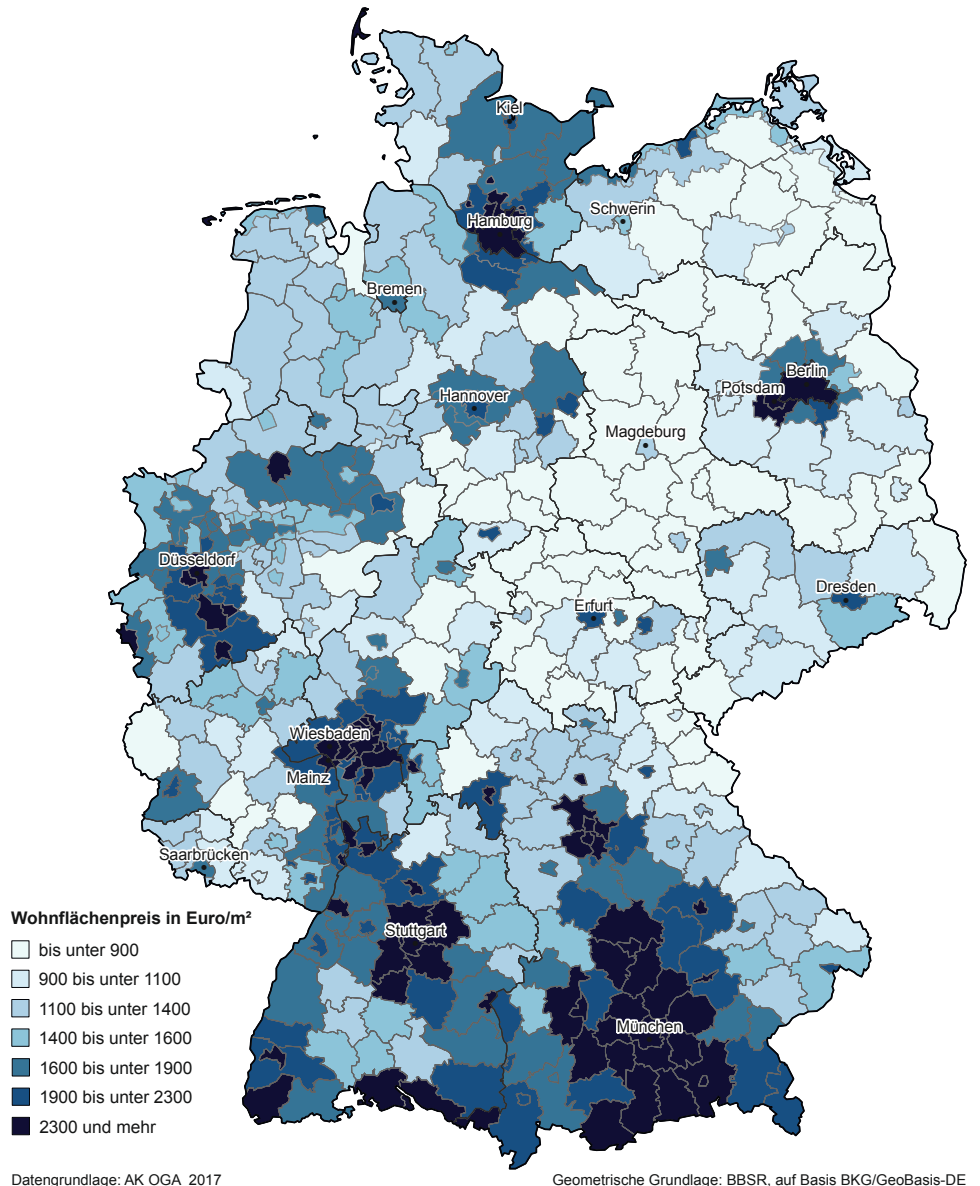 Kiel
Schwerin
Hamburg
Bremen
Berlin
Potsdam
Hannover
Magdeburg
Düsseldorf
Dresden
Erfurt
Wiesbaden
Mainz
Saarbrücken
Stuttgart
München
Wohnflächenpreis in Euro/m²
bis unter 900
900 bis unter 1100
1100 bis unter 1400
1400 bis unter 1600
1600 bis unter 1900
1900 bis unter 2300
2300 und mehr
Datengrundlage: AK OGA 2017
Geometrische Grundlage: BBSR, auf Basis BKG/GeoBasis-DE